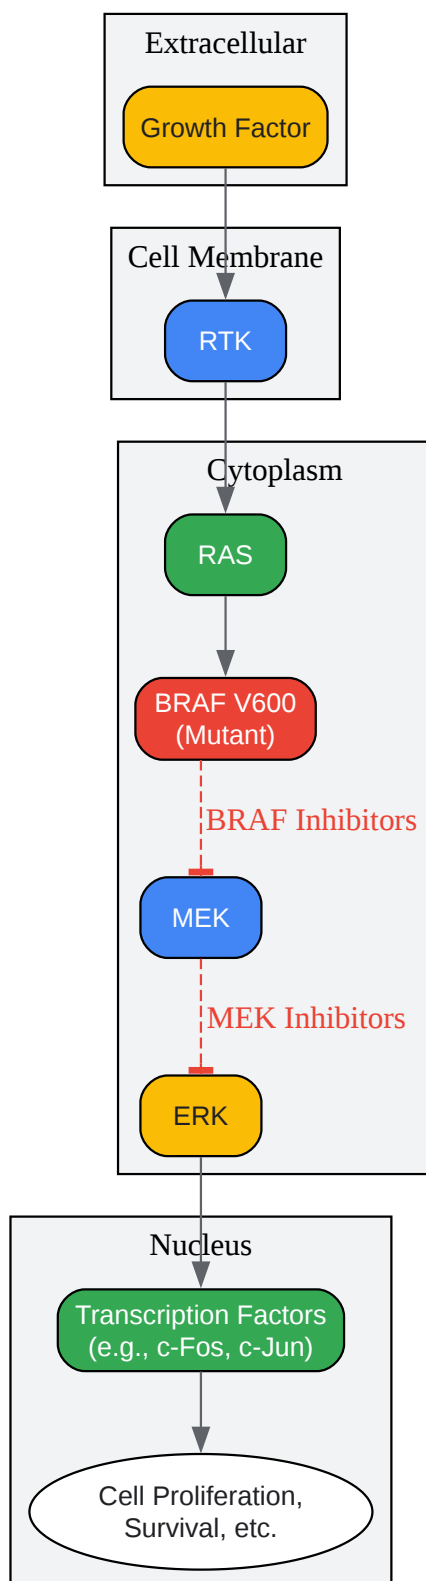 Extracellular
Growth Factor
Cell Membrane
RTK
Cytoplasm
RAS
BRAF V600
(Mutant)
BRAF Inhibitors
MEK
MEK Inhibitors
ERK
Nucleus
Transcription Factors
(e.g., c-Fos, c-Jun)
Cell Proliferation,
Survival, etc.